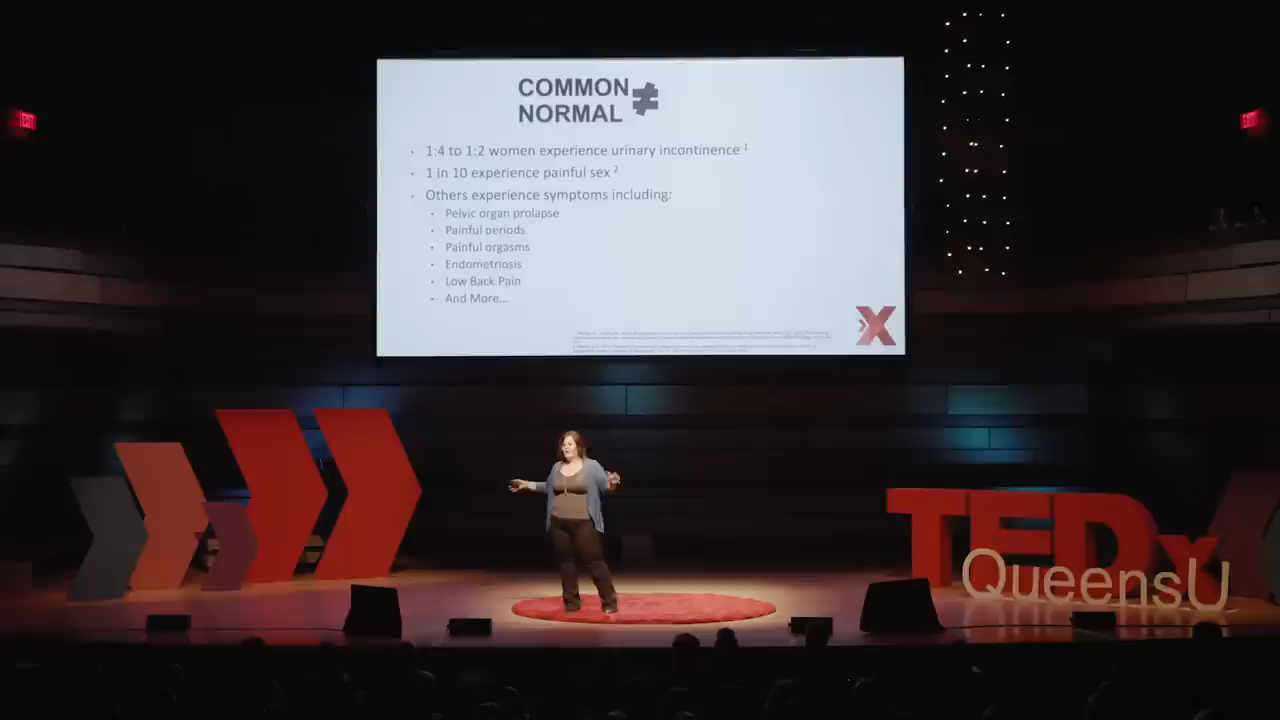 EXIT
EXIT
COMMON ≠
NORMAL
· 1:4 to 1:2 women experience urinary incontinence 1
· 1 in 10 experience painful sex 2
· Others experience symptoms including:
· Pelvic organ prolapse
· Painful periods
· Painful orgasms
· Endometriosis
· Low Back Pain
· And More...
X
TEDx
QueensU